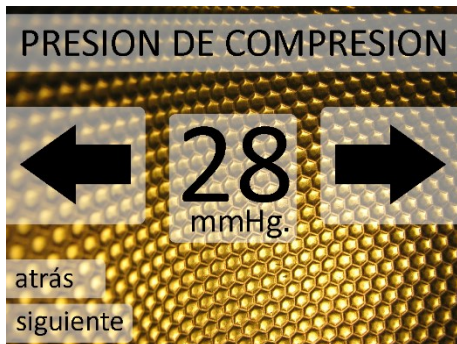 PRESION DE COMPRESION
28
mmHg.
atrás
siguiente